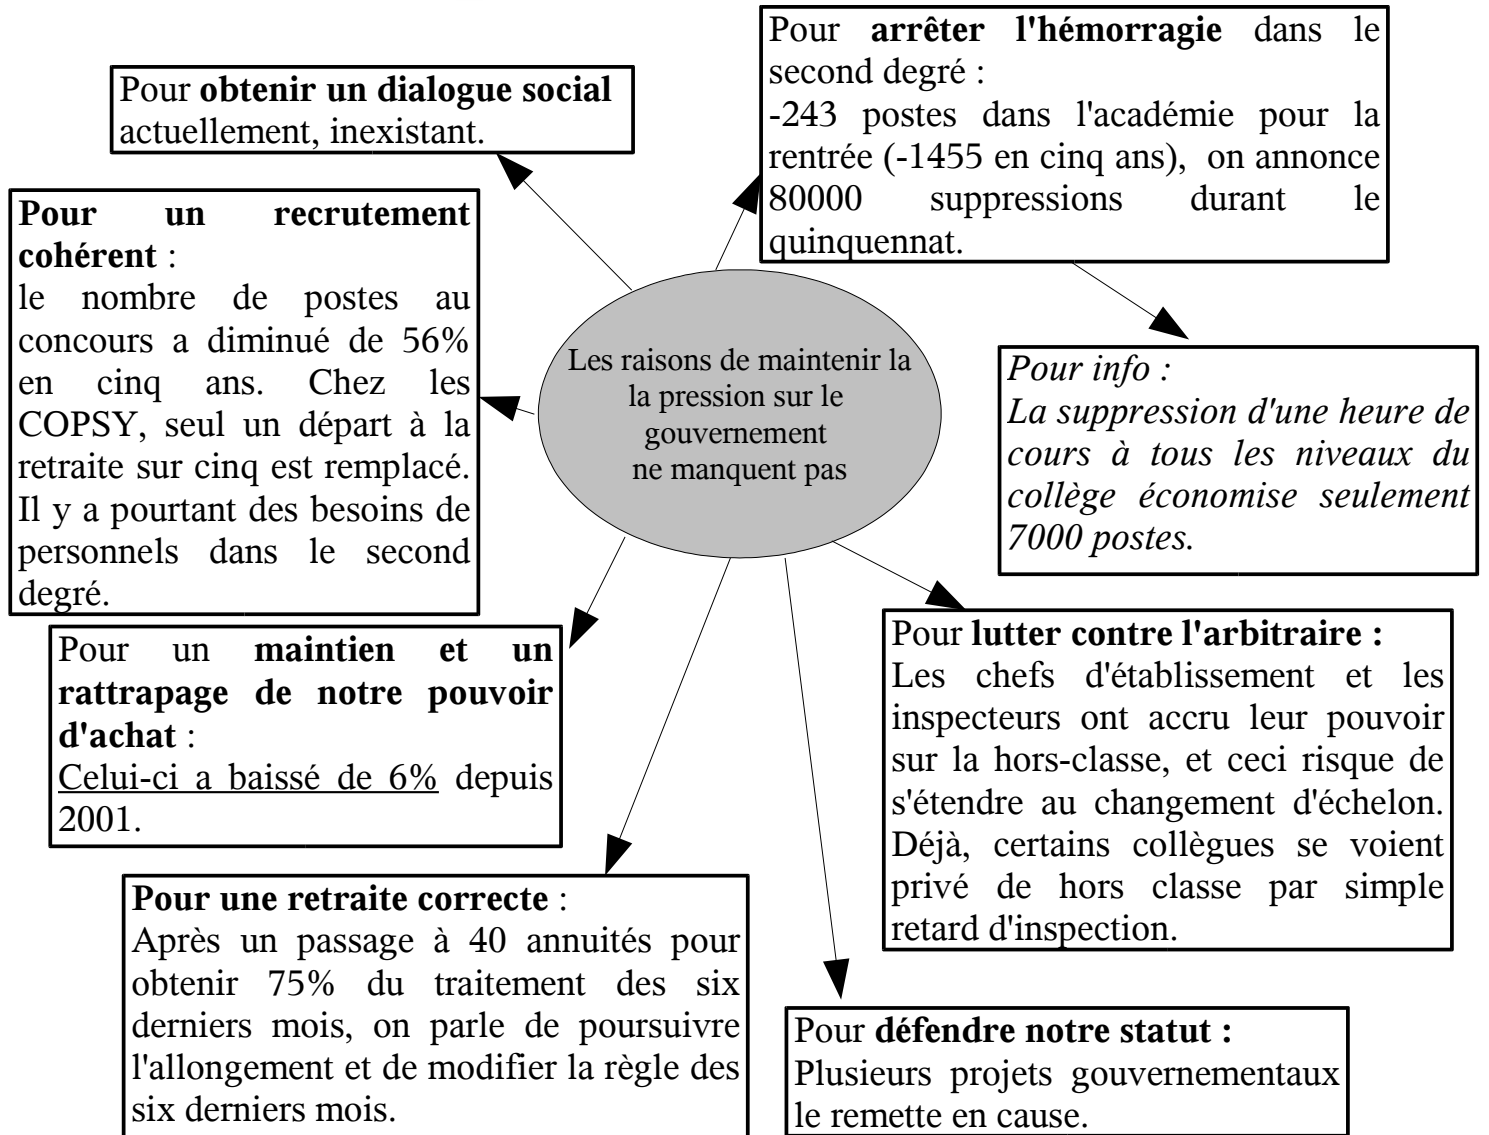 Pour obtenir un dialogue social
actuellement, inexistant.
Pour arrêter l'hémorragie dans le
second degré :
-243 postes dans l'académie pour la
rentrée (-1455 en cinq ans), on annonce
80000 suppressions durant le
quinquennat.
Pour un recrutement
cohérent :
le nombre de postes au
concours a diminué de 56%
en cinq ans. Chez les
COPSY, seul un départ à la
retraite sur cinq est remplacé.
Il y a pourtant des besoins de
personnels dans le second
degré.
Les raisons de maintenir la
la pression sur le
gouvernement
ne manquent pas
Pour info :
La suppression d'une heure de
cours à tous les niveaux du
collège économise seulement
7000 postes.
Pour un maintien et un
rattrapage de notre pouvoir
d'achat :
Celui-ci a baissé de 6% depuis
2001.
Pour lutter contre l'arbitraire :
Les chefs d'établissement et les
inspecteurs ont accru leur pouvoir
sur la hors-classe, et ceci risque de
s'étendre au changement d'échelon.
Déjà, certains collègues se voient
privé de hors classe par simple
retard d'inspection.
Pour une retraite correcte :
Après un passage à 40 annuités pour
obtenir 75% du traitement des six
derniers mois, on parle de poursuivre
l'allongement et de modifier la règle des
six derniers mois.
Pour défendre notre statut :
Plusieurs projets gouvernementaux
le remette en cause.